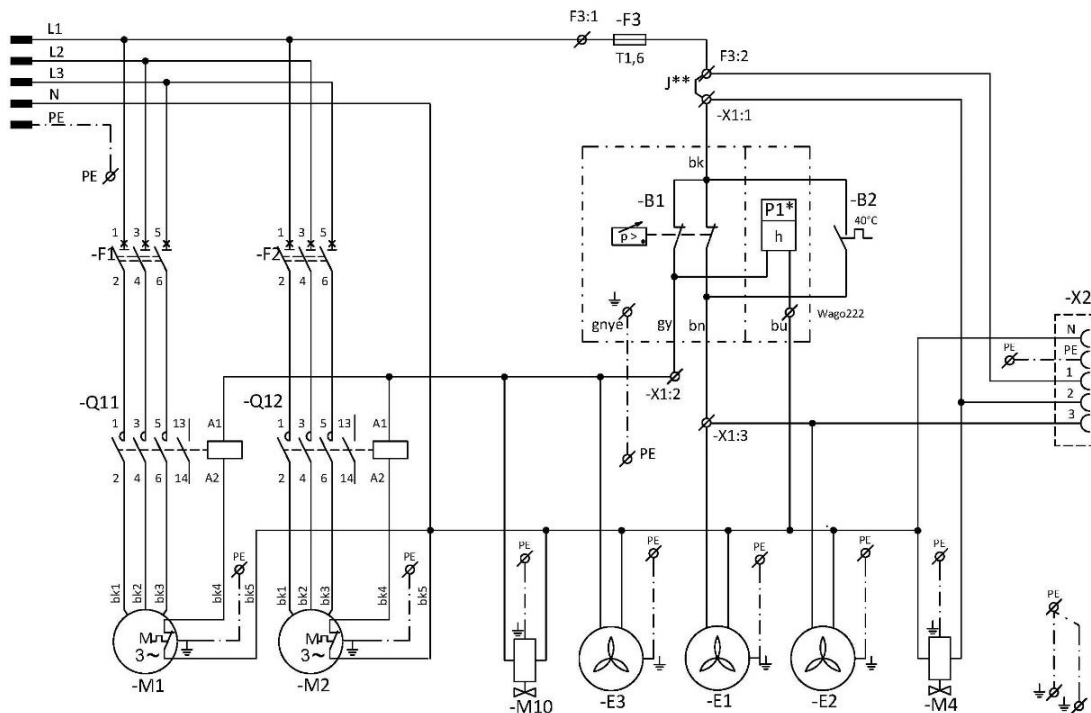 L1
F3:1
-F3
T1,6
L2
F3:2
L3
J**
N
-X1:1
PE
PE
bk
-B1
P1*
h
-B2
40°C
p>
1 3 5
-F1
2 4 6
1 3 5
-F2
2 4 6
-X2
N
PE
PE
1
2
3
gnye
gy
bn
bu
Wago222
-X1:2
-X1:3
PE
-Q11
1 3 5 13
A1
2 4 6 14
A2
-Q12
1 3 5 13
A1
2 4 6 14
A2
bk1
bk2
bk3
bk4
PE
bk5
bk1
bk2
bk3
bk4
PE
bk5
PE
PE
PE
PE
PE
PE
M
3~
-M1
M
3~
-M2
-M10
-E3
-E1
-E2
-M4